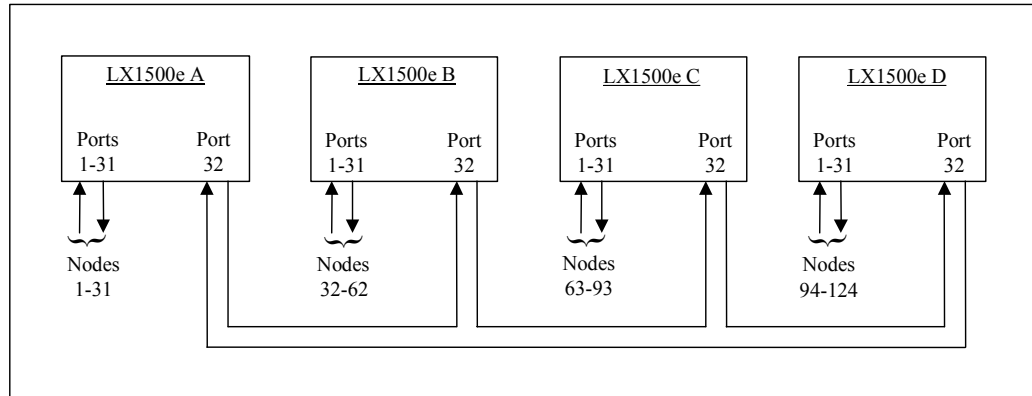 LX1500e A
LX1500e B
LX1500e C
LX1500e D
Ports Port
1-31 32
Ports Port
1-31 32
Ports Port
1-31 32
Ports Port
1-31 32
Nodes
1-31
Nodes
32-62
Nodes
63-93
Nodes
94-124